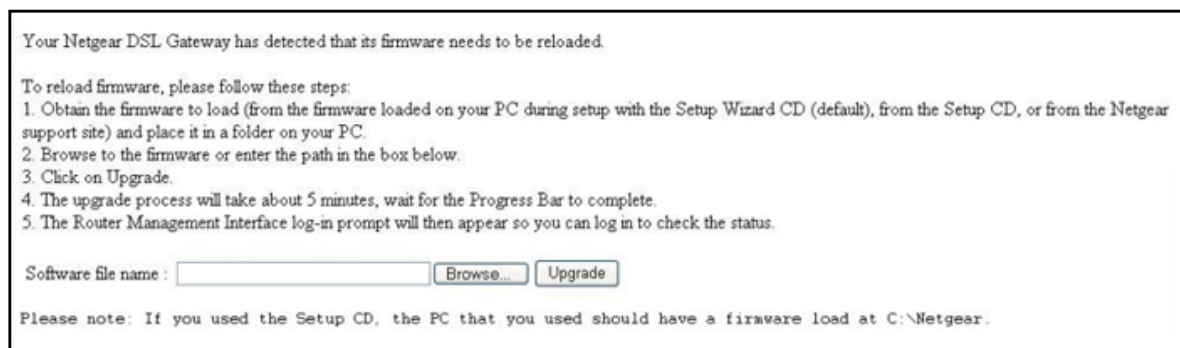 Your Netgear DSL Gateway has detected that its firmware needs to be reloaded.
To reload firmware, please follow these steps:
1. Obtain the firmware to load (from the firmware loaded on your PC during setup with the Setup Wizard CD (default), from the Setup CD, or from the Netgear
support site) and place it in a folder on your PC.
2. Browse to the firmware or enter the path in the box below.
3. Click on Upgrade.
4. The upgrade process will take about 5 minutes, wait for the Progress Bar to complete.
5. The Router Management Interface log-in prompt will then appear so you can log in to check the status.
Software file name : Browse... Upgrade
Please note: If you used the Setup CD, the PC that you used should have a firmware load at C:\Netgear.